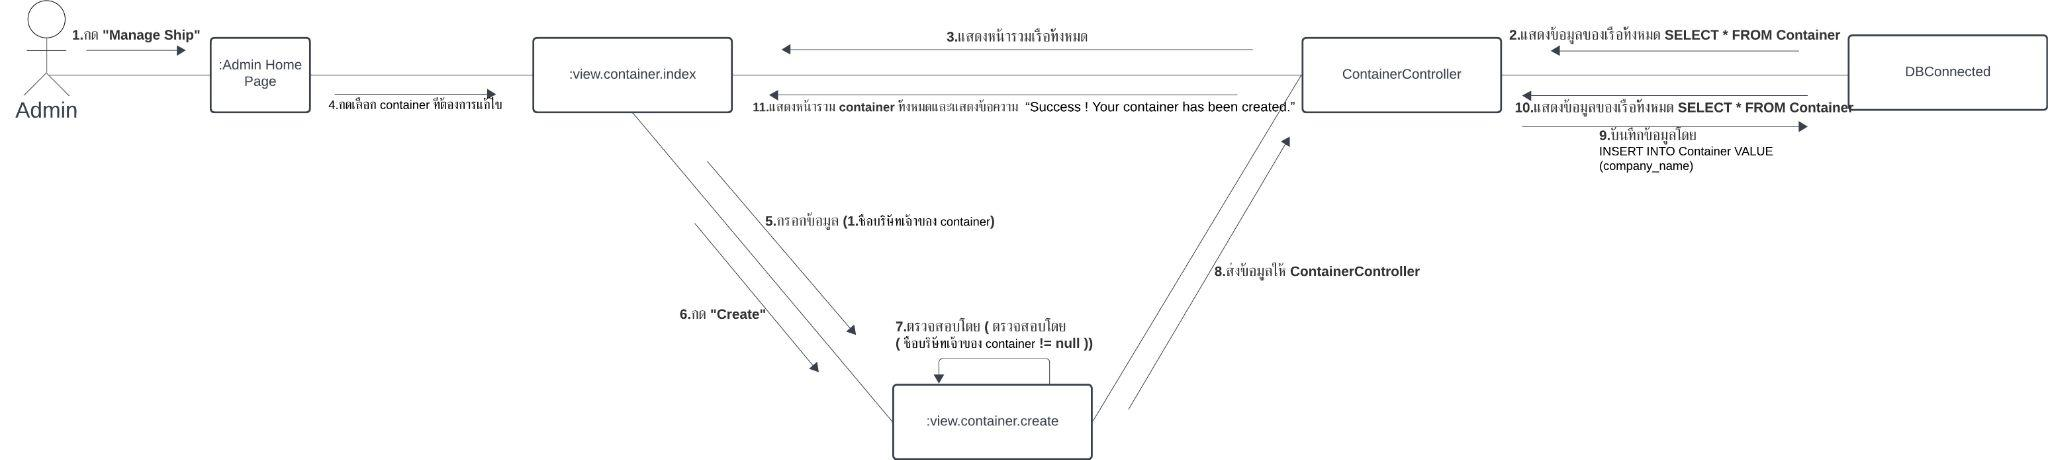 1.กด "Manage Ship"
Admin
:Admin Home
Page
4.กดเลือก container ที่ต้องการแก้ไข
:view.container.index
3.แสดงหน้ารวมเรือทั้งหมด
11.แสดงหน้ารวม container ทั้งหมดและแสดงข้อความ “Success ! Your container has been created.”
ContainerController
2.แสดงข้อมูลของเรือทั้งหมด SELECT * FROM Container
10.แสดงข้อมูลของเรือทั้งหมด SELECT * FROM Container
9.บันทึกข้อมูลโดย
INSERT INTO Container VALUE
(company_name)
DBConnected
5.กรอกข้อมูล (1.ชื่อบริษัทเจ้าของ container)
6.กด "Create"
7.ตรวจสอบโดย ( ตรวจสอบโดย
( ชื่อบริษัทเจ้าของ container != null ))
8.ส่งข้อมูลให้ ContainerController
:view.container.create